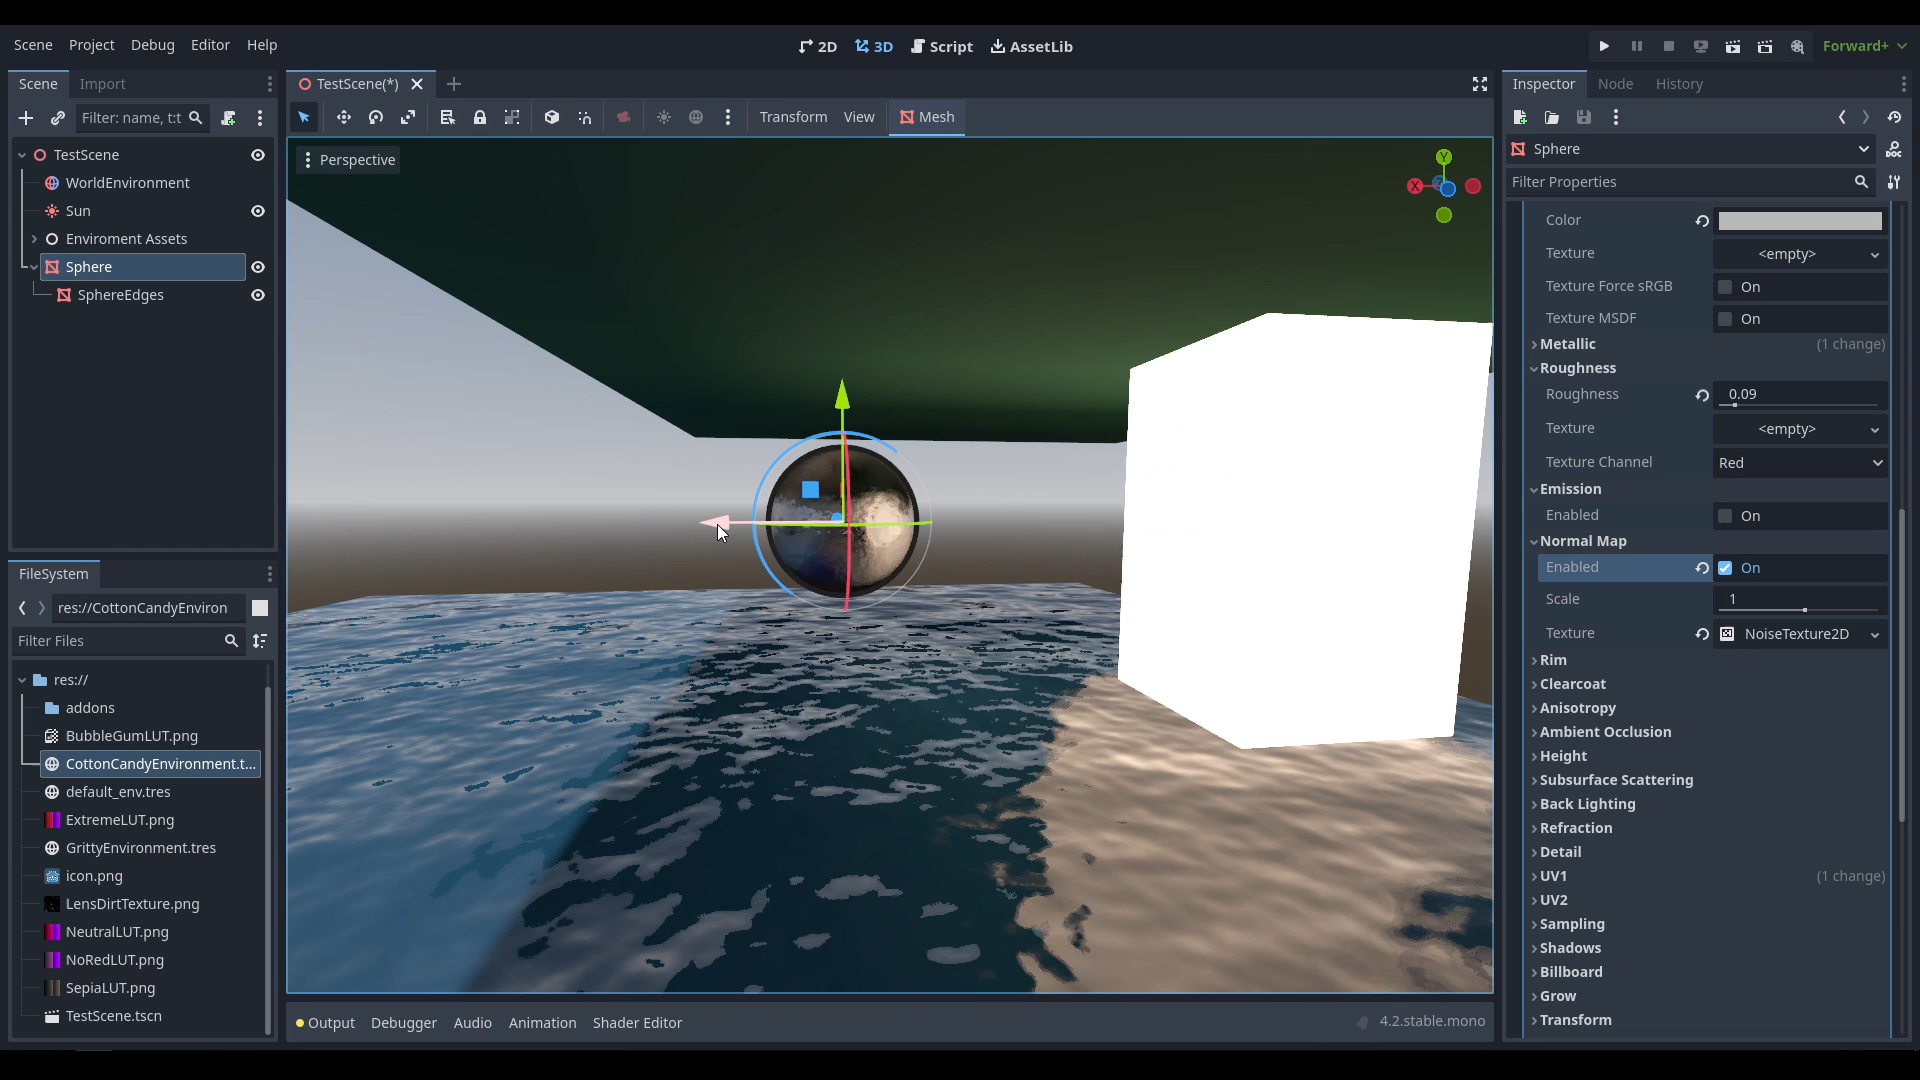 Scene Project Debug Editor Help
2D 3D Script AssetLib
Forward+
Scene Import
Filter: name, t:t
TestScene
WorldEnvironment
Sun
Enviroment Assets
Sphere
SphereEdges
FileSystem
res://CottonCandyEnviron
Filter Files
res://
addons
BubbleGumLUT.png
CottonCandyEnvironment.t...
default_env.tres
ExtremeLUT.png
GrittyEnvironment.tres
icon.png
LensDirtTexture.png
NeutralLUT.png
NoRedLUT.png
SepiaLUT.png
TestScene.tscn
TestScene(*)
Transform View Mesh
Perspective
Y
X
Output Debugger Audio Animation Shader Editor
4.2.stable.mono
Inspector Node History
Sphere
DOC
Filter Properties
Color
Texture <empty>
Texture Force sRGB On
Texture MSDF On
Metallic (1 change)
Roughness
Roughness 0.09
Texture <empty>
Texture Channel Red
Emission
Enabled On
Normal Map
Enabled On
Scale 1
Texture NoiseTexture2D
Rim
Clearcoat
Anisotropy
Ambient Occlusion
Height
Subsurface Scattering
Back Lighting
Refraction
Detail
UV1 (1 change)
UV2
Sampling
Shadows
Billboard
Grow
Transform